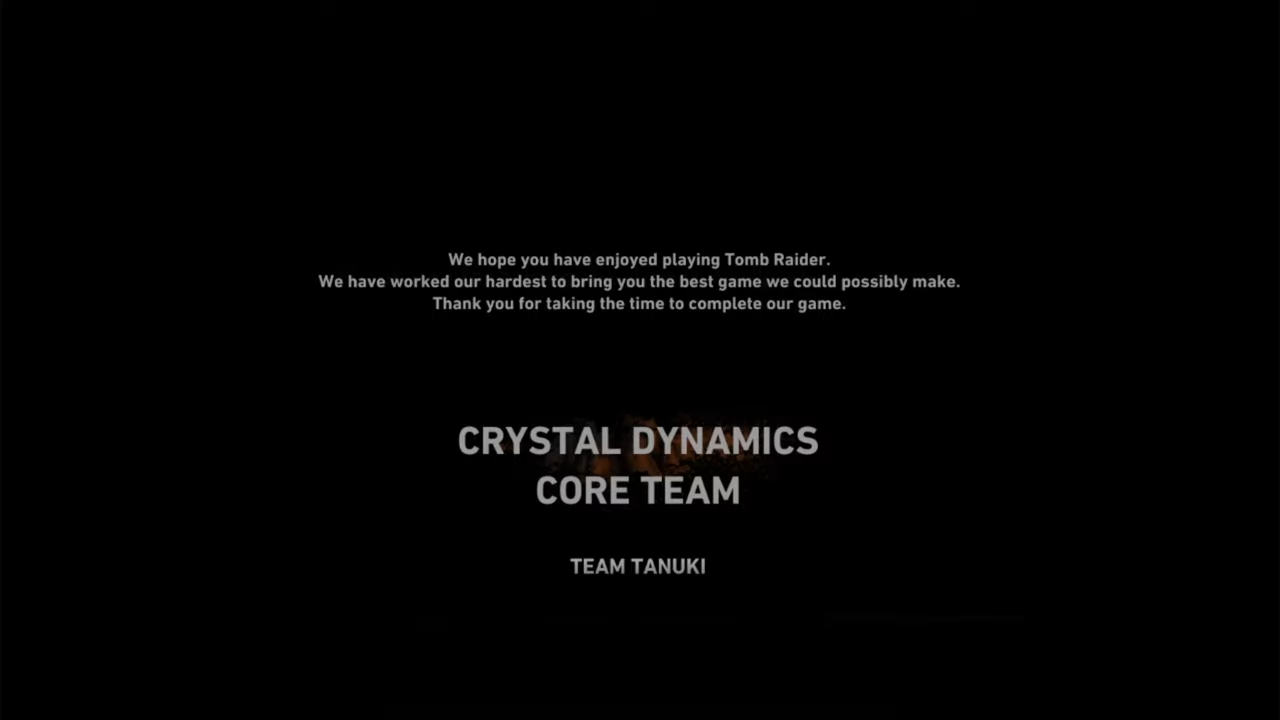 We hope you have enjoyed playing Tomb Raider.
We have worked our hardest to bring you the best game we could possibly make.
Thank you for taking the time to complete our game.
CRYSTAL DYNAMICS
CORE TEAM
TEAM TANUKI